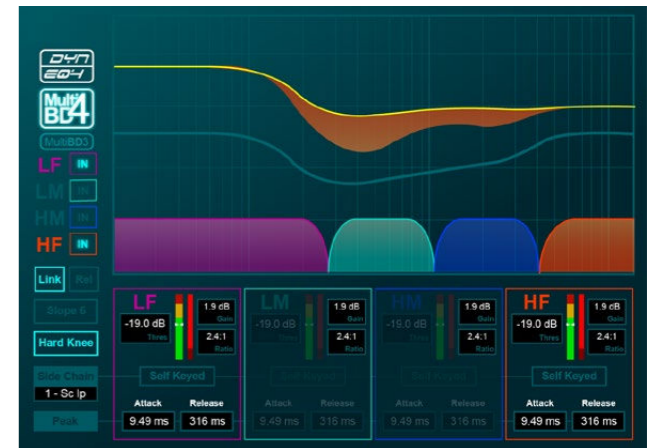 DYN
EQ4
Multi
BD4
(MultiBD3)
LF IN
LM IN
HM IN
HF IN
Link Rel
Slope 6
Hard Knee
Side Chain
1 - Sc Ip
Peak
LF
-19.0 dB
Thres
1.9 dB
Gain
2.4:1
Ratio
Self Keyed
Attack Release
9.49 ms 316 ms
LM
-19.0 dB
Thres
1.9 dB
Gain
2.4:1
Ratio
Self Keyed
Attack Release
9.49 ms 316 ms
HM
-19.0 dB
Thres
1.9 dB
Gain
2.4:1
Ratio
Self Keyed
Attack Release
9.49 ms 316 ms
HF
-19.0 dB
Thres
1.9 dB
Gain
2.4:1
Ratio
Self Keyed
Attack Release
9.49 ms 316 ms